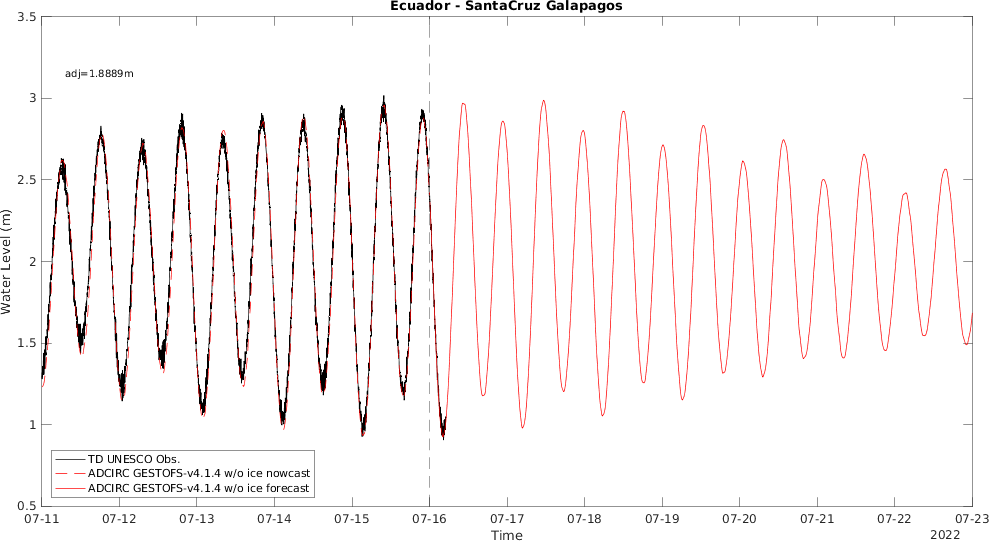 Ecuador - SantaCruz Galapagos
3.5
adj=1.8889m
3
2.5
2
1.5
1
0.5
Water Level (m)
TD UNESCO Obs.
ADCIRC GESTOFS-v4.1.4 w/o ice nowcast
ADCIRC GESTOFS-v4.1.4 w/o ice forecast
07-11 07-12 07-13 07-14 07-15 07-16 07-17 07-18 07-19 07-20 07-21 07-22 07-23
Time
2022